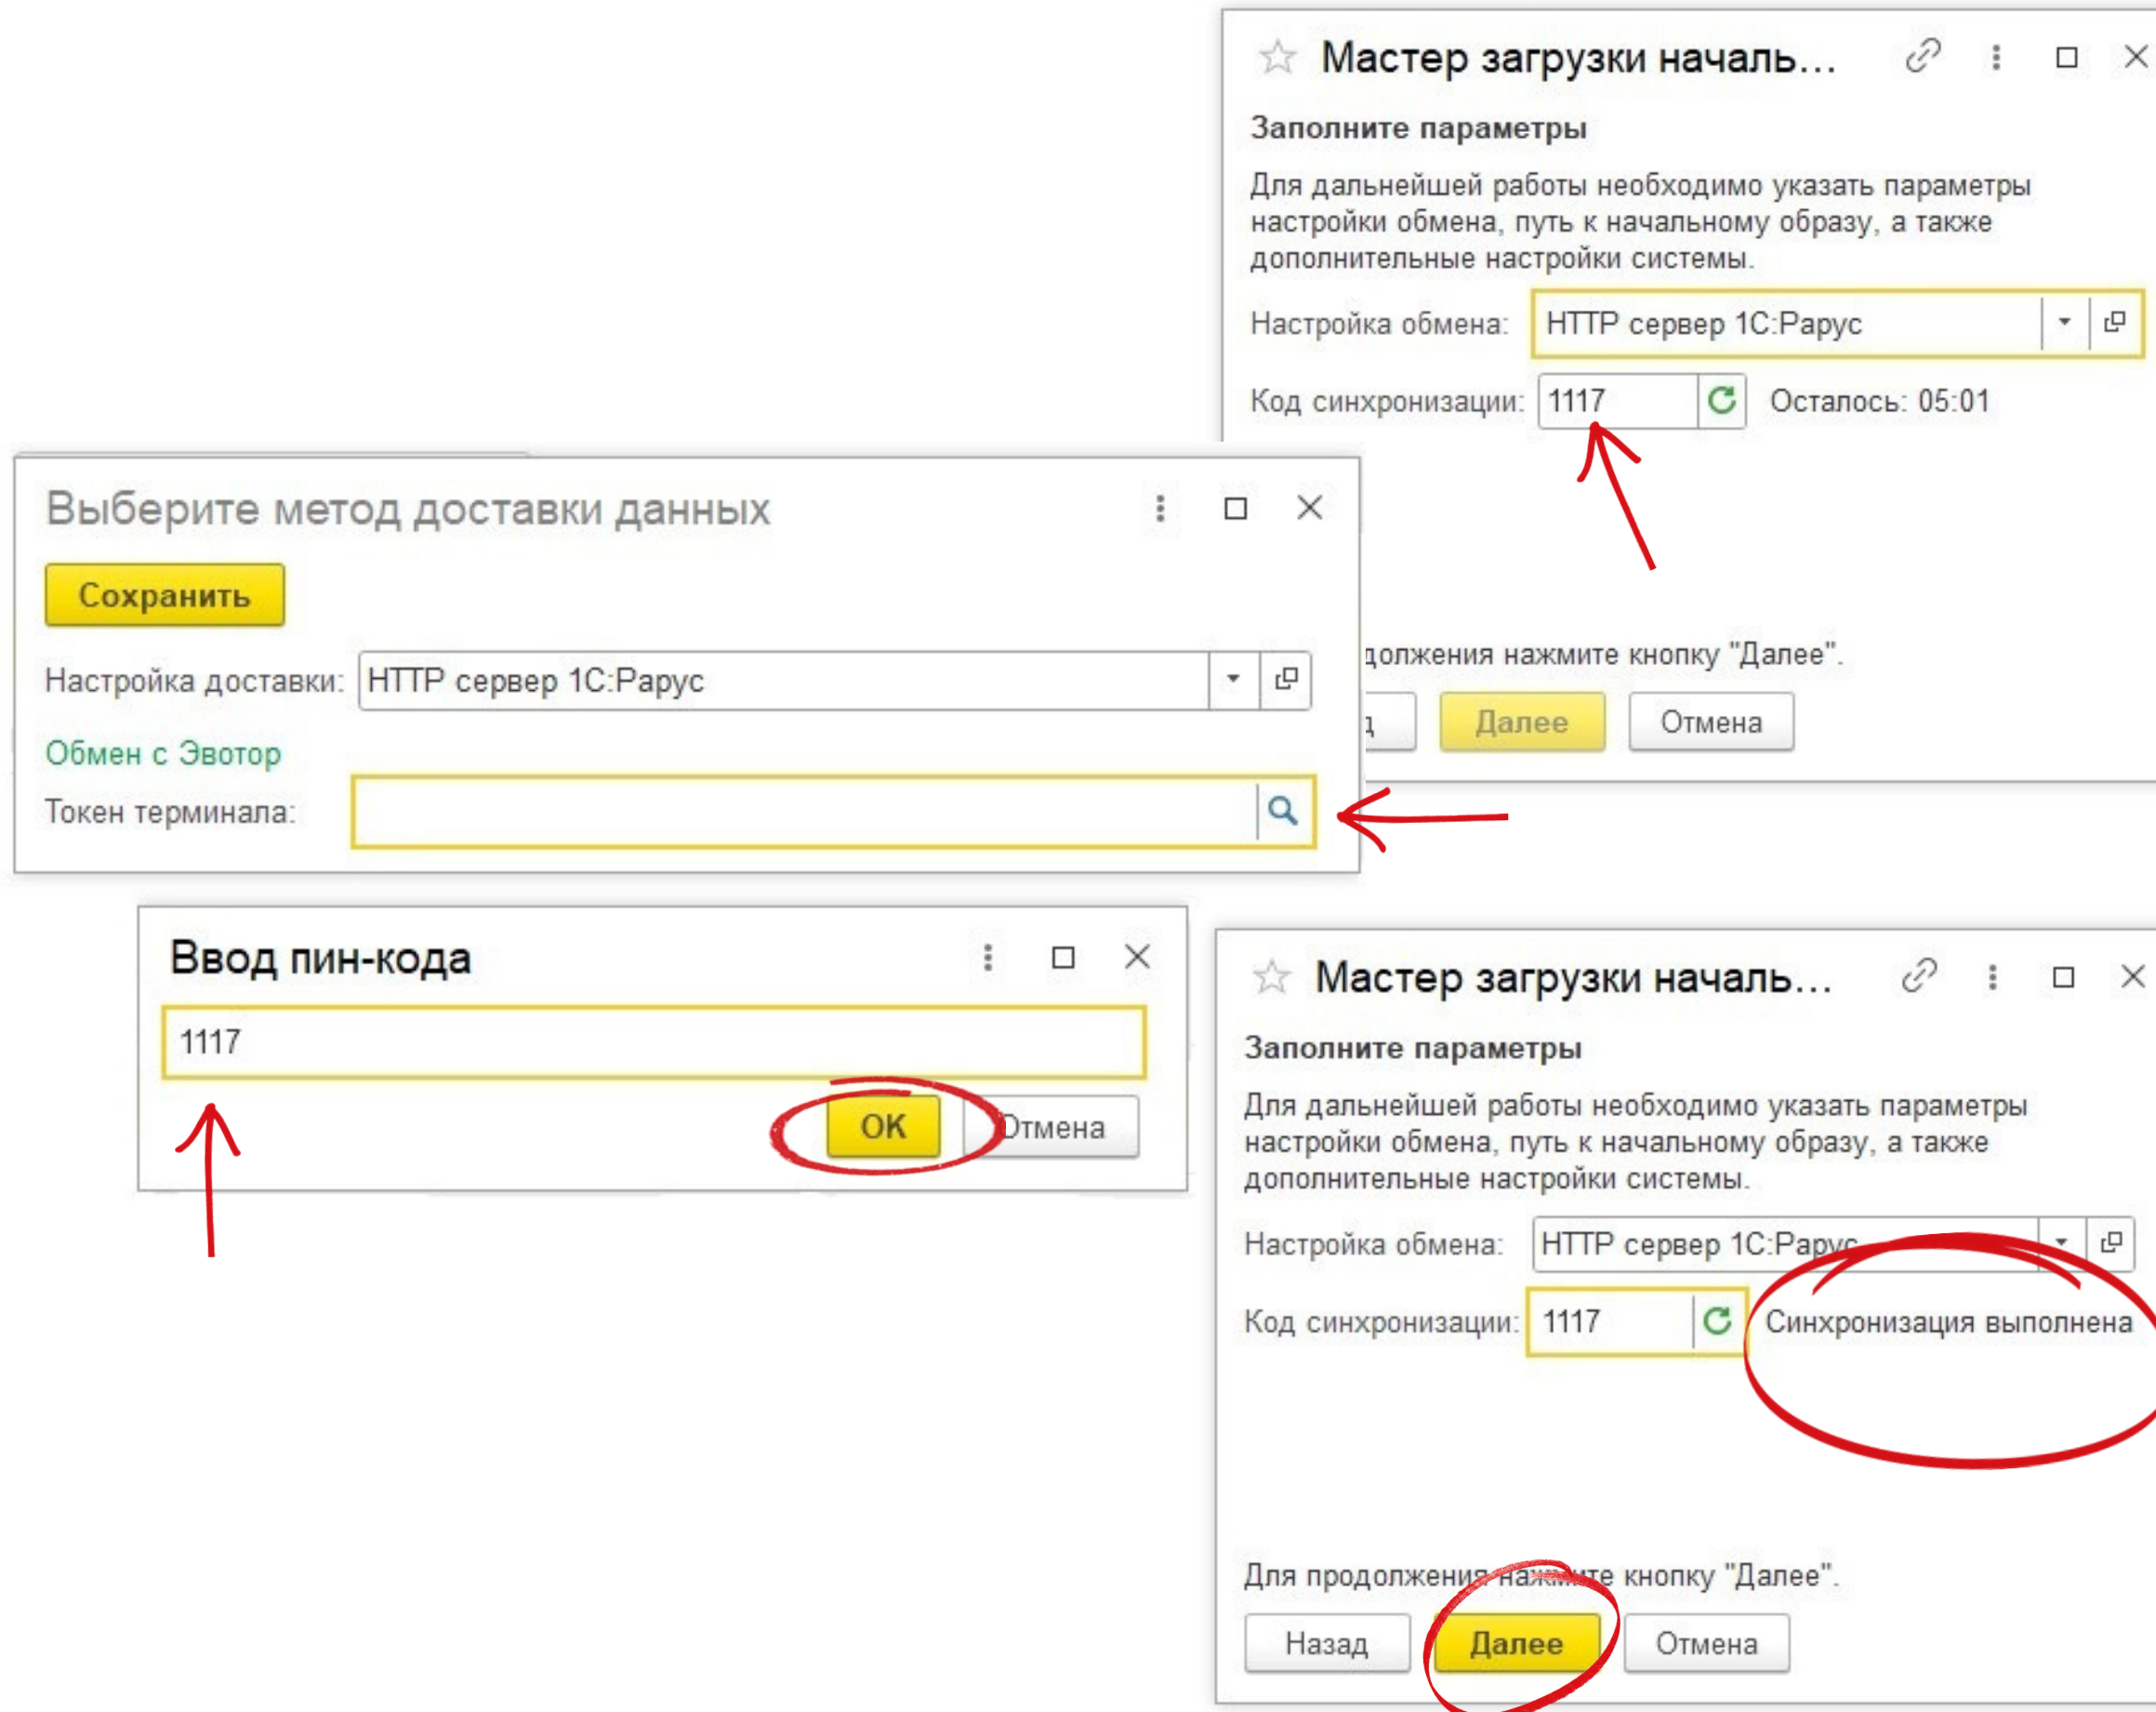 Мастер загрузки началь...
Заполните параметры
Для дальнейшей работы необходимо указать параметры
настройки обмена, путь к начальному образу, а также
дополнительные настройки системы.
Настройка обмена: HTTP сервер 1С:Рарус
Код синхронизации: 1117 Осталось: 05:01
должения нажмите кнопку "Далее".
Далее Отмена
Выберите метод доставки данных
Сохранить
Настройка доставки: HTTP сервер 1С:Рарус
Обмен с Эвотор
Токен терминала:
Ввод пин-кода
1117
ОК Отмена
Мастер загрузки началь...
Заполните параметры
Для дальнейшей работы необходимо указать параметры
настройки обмена, путь к начальному образу, а также
дополнительные настройки системы.
Настройка обмена: HTTP сервер 1С:Рарус
Код синхронизации: 1117 Синхронизация выполнена
Для продолжения нажмите кнопку "Далее".
Назад Далее Отмена